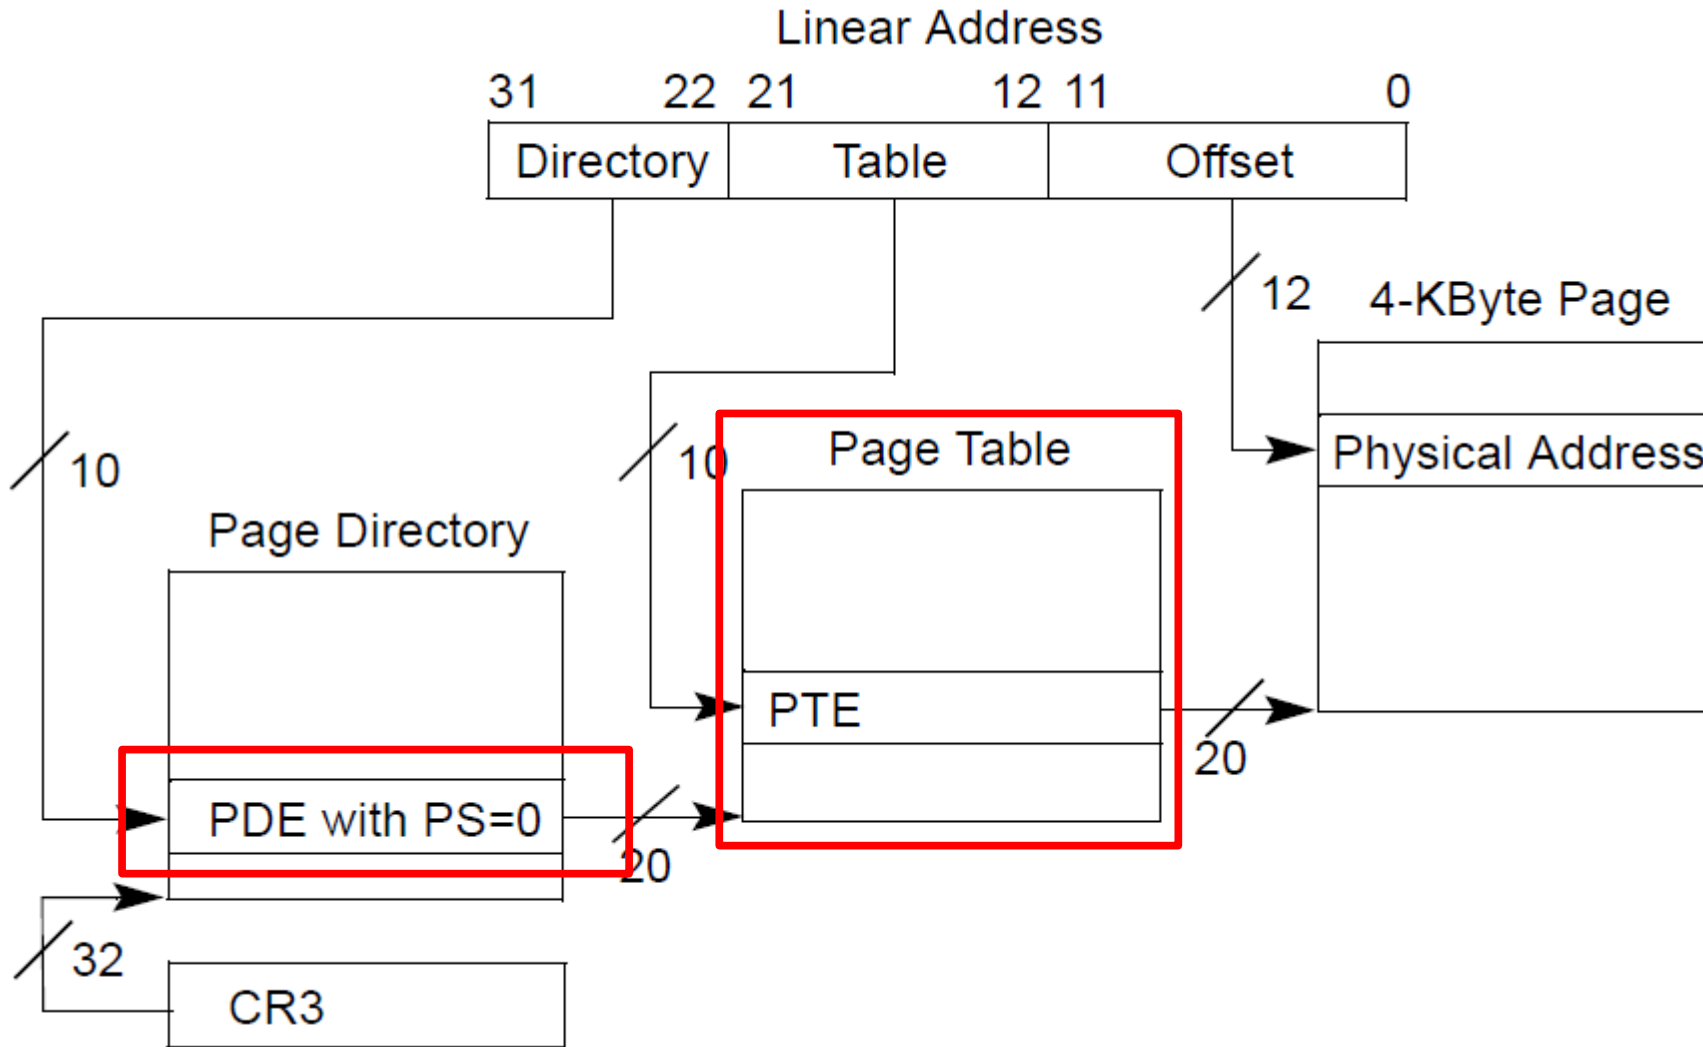 Linear Address
31 22 21 12 11 0
Directory Table Offset
12
4-KByte Page
10
10
Page Table
Physical Address
Page Directory
PTE
20
PDE with PS=0
20
32
CR3